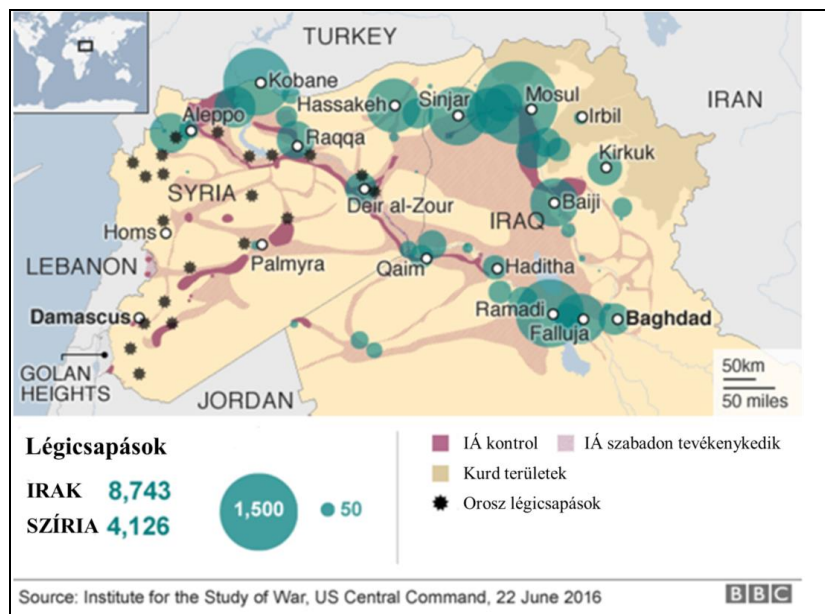 TURKEY
Kobane
Hassakeh
Sinjar
Mosul
Irbil
IRAN
Aleppo
Raqqa
Kirkuk
SYRIA
Deir al-Zour
IRAQ
Baiji
Homs
LEBANON
Palmyra
Qaim
Haditha
Damascus
Ramadi
Falluja
Baghdad
GOLAN
HEIGHTS
JORDAN
50km
50 miles
Légicsapások
IRAK 8,743
SZÍRIA 4,126
1,500
50
IÁ kontrol
IÁ szabadon tevékenykedik
Kurd területek
Orosz légicsapások
Source: Institute for the Study of War, US Central Command, 22 June 2016
BBC